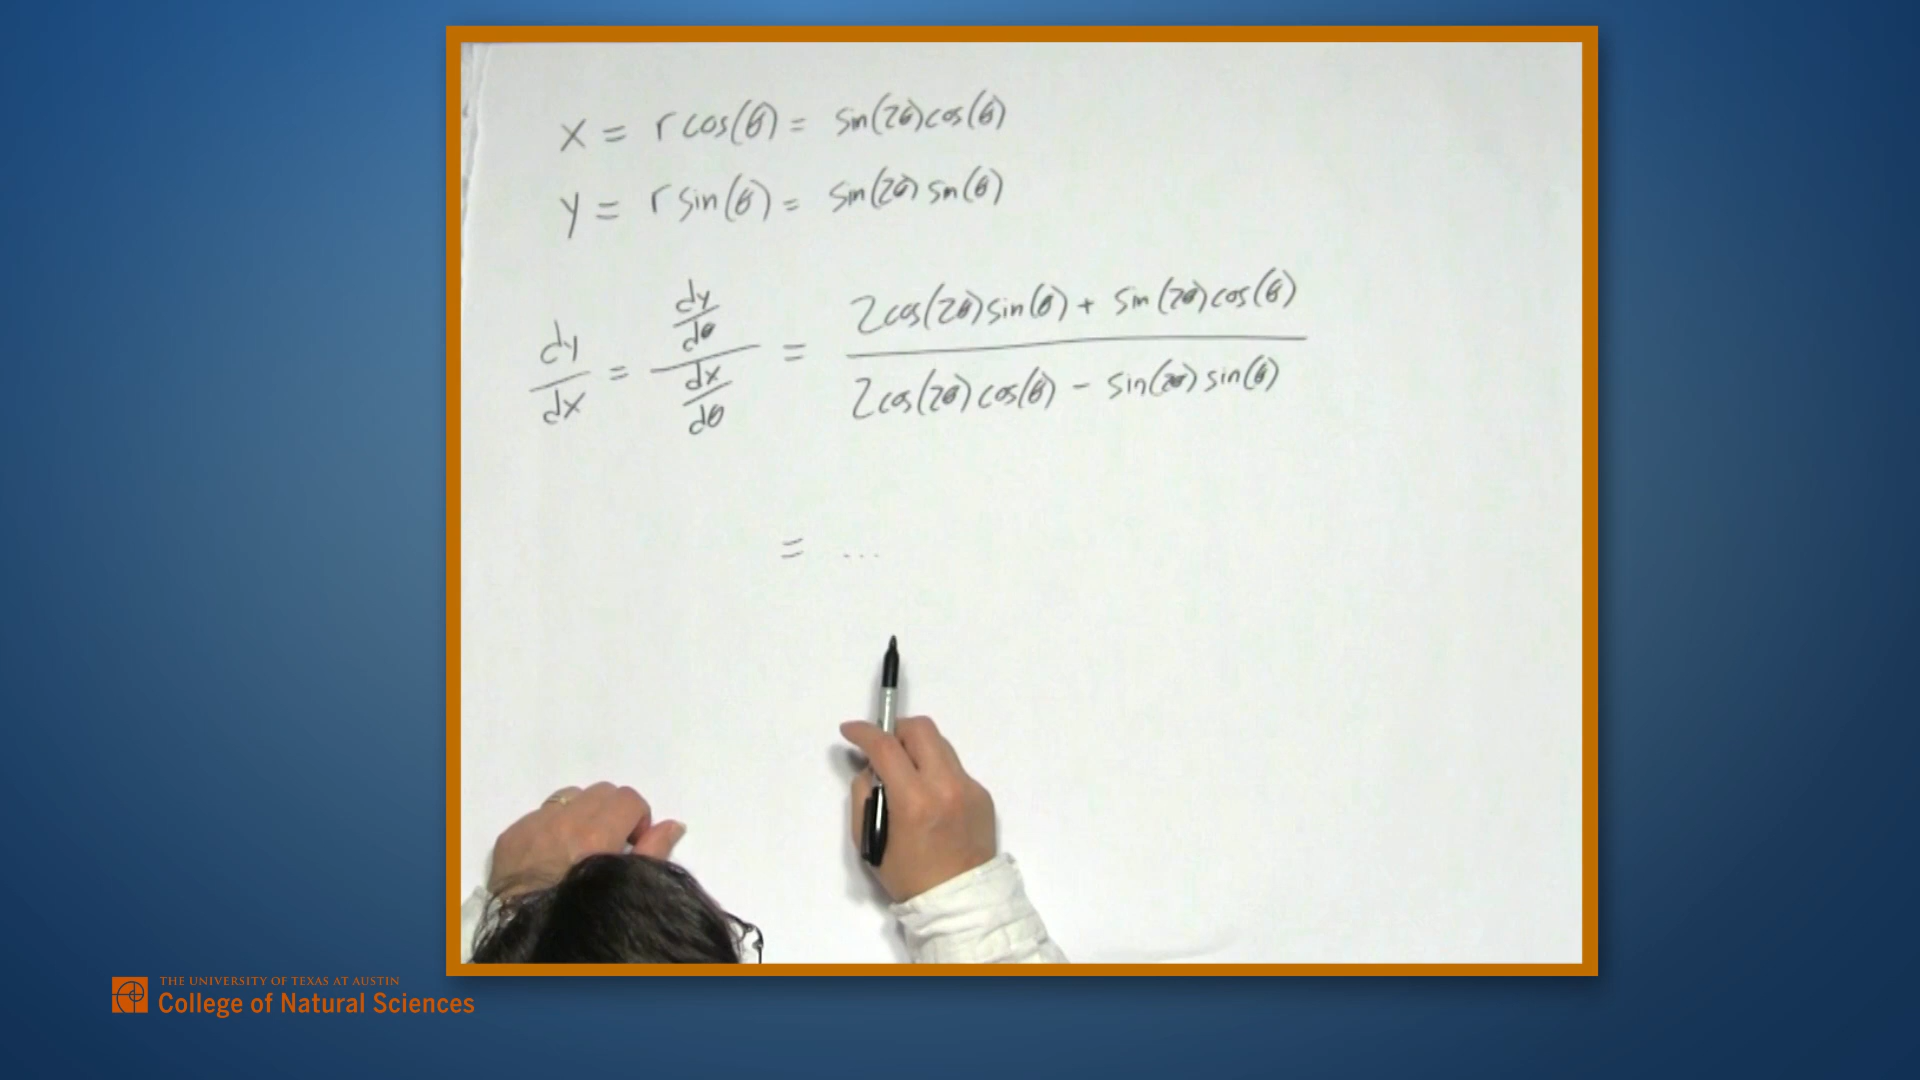 x = r cos(θ) = sin(2θ)cos(θ)
y = r sin(θ) = sin(2θ) sin(θ)
dy/dx = (dy/dθ)/(dx/dθ) = (2cos(2θ)sin(θ) + sin(2θ)cos(θ))/(2cos(2θ)cos(θ) - sin(2θ)sin(θ))
= ...
THE UNIVERSITY OF TEXAS AT AUSTIN
College of Natural Sciences